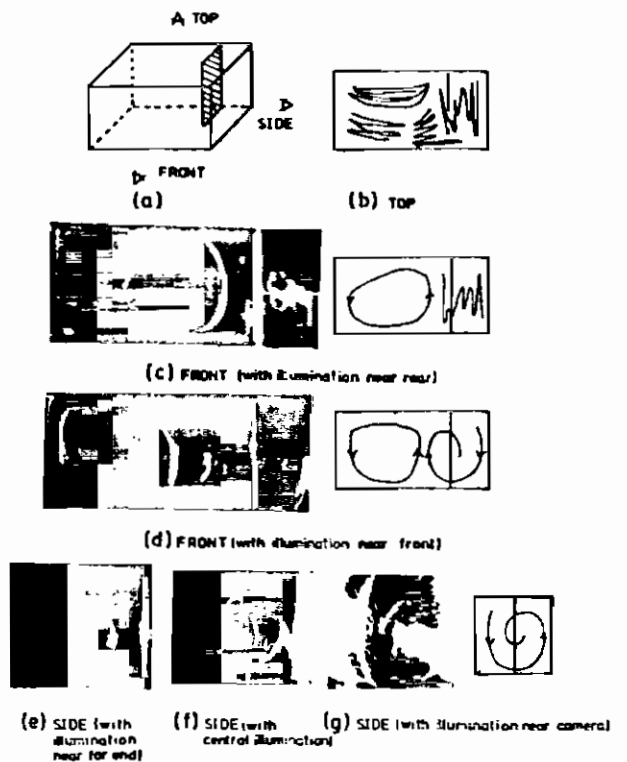 TOP
SIDE
FRONT
(a)
(b) TOP
(c) FRONT (with illumination near rear)
(d) FRONT (with illumination near front)
(e) SIDE (with
illumination
near far end)
(f) SIDE (with
central illumination)
(g) SIDE (with illumination near camera)